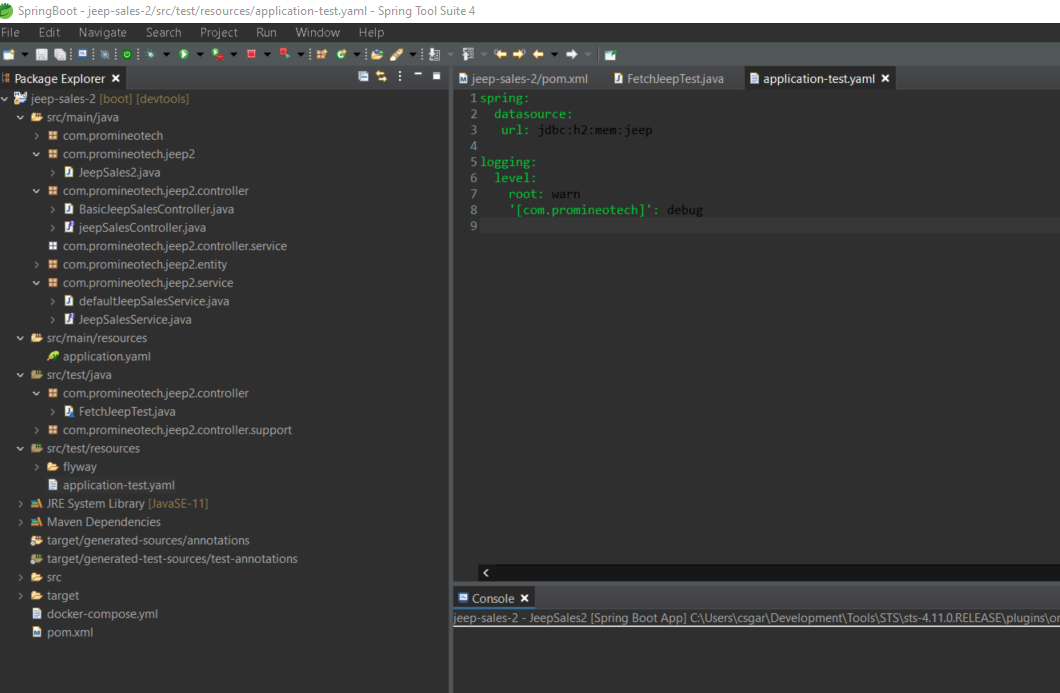 SpringBoot - jeep-sales-2/src/test/resources/application-test.yaml - Spring Tool Suite 4
File Edit Navigate Search Project Run Window Help
Package Explorer
jeep-sales-2 [boot] [devtools]
src/main/java
com.promineotech
com.promineotech.jeep2
JeepSales2.java
com.promineotech.jeep2.controller
BasicJeepSalesController.java
jeepSalesController.java
com.promineotech.jeep2.controller.service
com.promineotech.jeep2.entity
com.promineotech.jeep2.service
defaultJeepSalesService.java
JeepSalesService.java
src/main/resources
application.yaml
src/test/java
com.promineotech.jeep2.controller
FetchJeepTest.java
com.promineotech.jeep2.controller.support
src/test/resources
flyway
application-test.yaml
JRE System Library [JavaSE-11]
Maven Dependencies
target/generated-sources/annotations
target/generated-test-sources/test-annotations
src
target
docker-compose.yml
pom.xml
jeep-sales-2/pom.xml FetchJeepTest.java application-test.yaml
1 spring:
2 datasource:
3 url: jdbc:h2:mem:jeep
4
5 logging:
6 level:
7 root: warn
8 '[com.promineotech]': debug
9
Console
jeep-sales-2 - JeepSales2 [Spring Boot App] C:\Users\csgar\Development\Tools\STS\sts-4.11.0.RELEASE\plugins\or